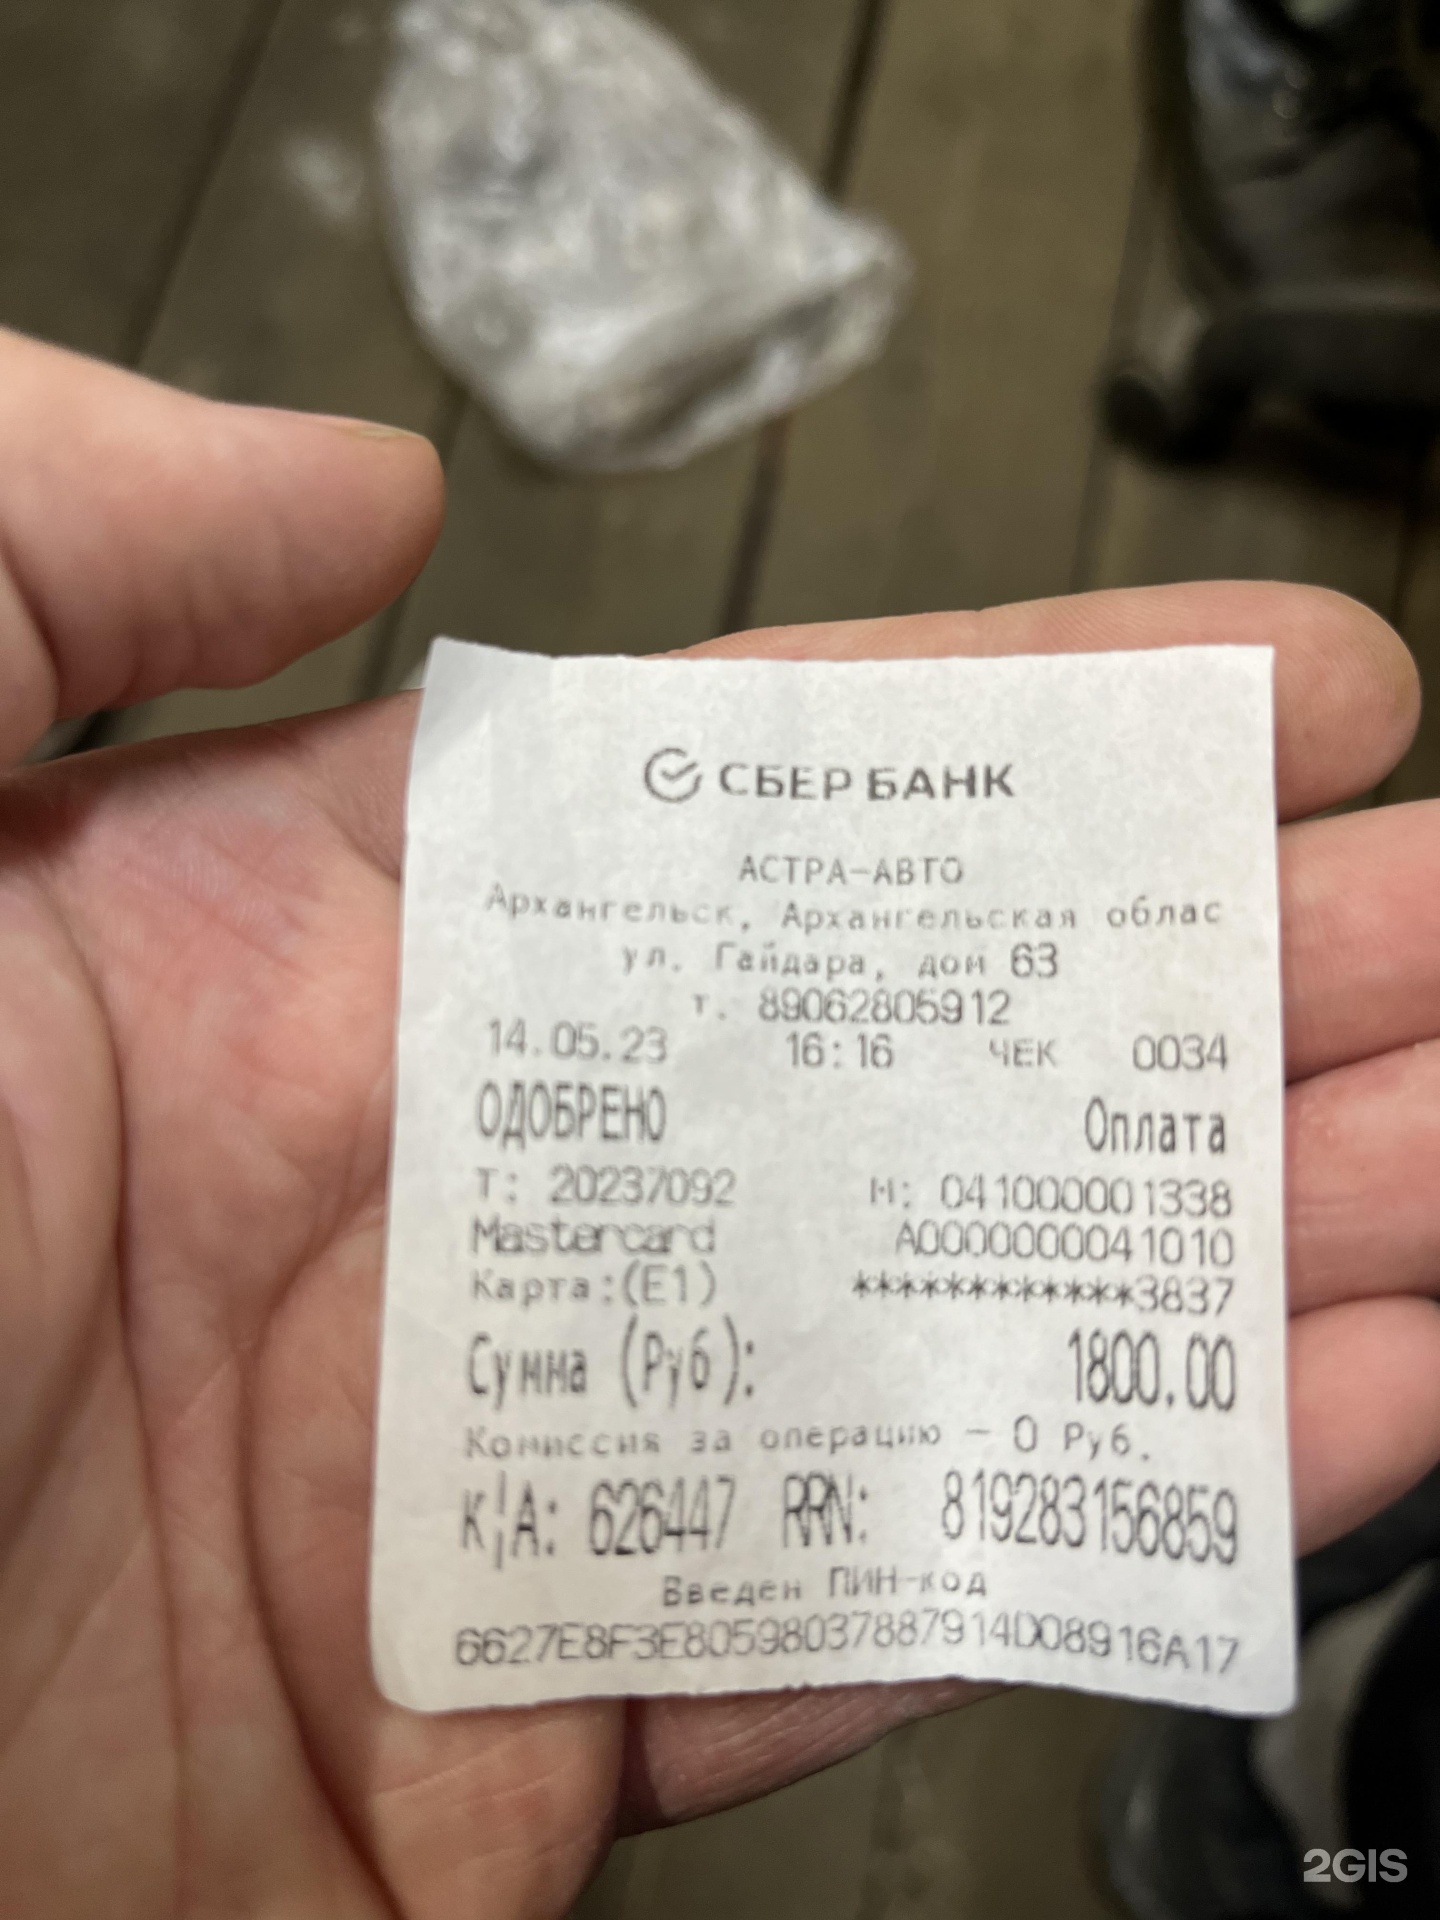 СБЕР БАНК
АСТРА-АВТО
Архангельск, Архангельская облас
ул. Гайдара, дом 63
т. 89062805912
14.05.23 16:16 ЧЕК 0034
ОДОБРЕНО Оплата
Т: 20237092 М: 041000001338
Mastercard A0000000041010
Карта:(E1) ************3837
Сумма (Руб): 1800.00
Комиссия за операцию - 0 Руб.
К/А: 626447 RRN: 819283156859
Введен ПИН-код
6627E8F3E8059803788​7914D08916A17
2GIS